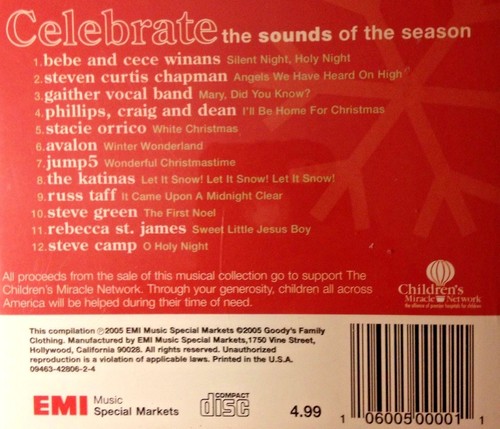 Celebrate the sounds of the season
1. bebe and cece winans Silent Night, Holy Night
2. steven curtis chapman Angels We Have Heard On High
3. gaither vocal band Mary, Did You Know?
4. phillips, craig and dean I'll Be Home For Christmas
5. stacie orrico White Christmas
6. avalon Winter Wonderland
7. jump5 Wonderful Christmastime
8. the katinas Let It Snow! Let It Snow! Let It Snow!
9. russ taff It Came Upon A Midnight Clear
10. steve green The First Noel
11. rebecca st. james Sweet Little Jesus Boy
12. steve camp O Holy Night
All proceeds from the sale of this musical collection go to support The
Children's Miracle Network. Through your generosity, children all across
America will be helped during their time of need.
Children's
Miracle Network
the alliance of premier hospitals for children
This compilation ℗2005 EMI Music Special Markets ©2005 Goody's Family
Clothing. Manufactured by EMI Music Special Markets,1750 Vine Street,
Hollywood, California 90028. All rights reserved. Unauthorized
reproduction is a violation of applicable laws. Printed in the U.S.A.
09463-42806-2-4
EMI Music
Special Markets
COMPACT
disc
4.99
1 06005 00001 1